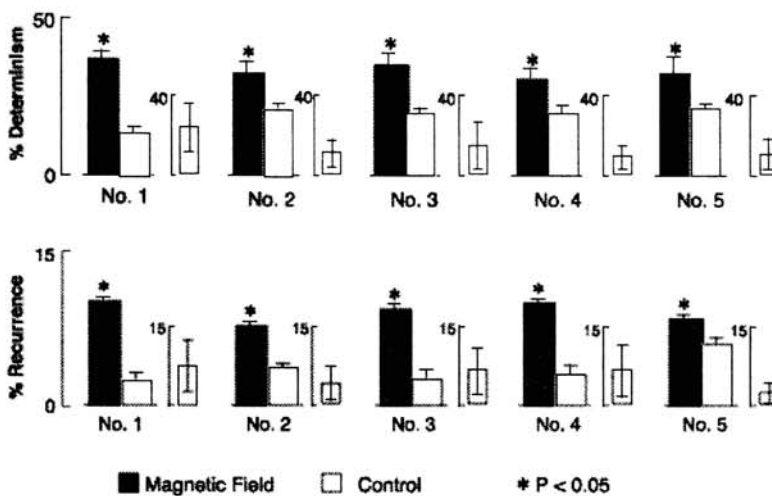 50
% Determinism
40 40 40 40 40
0
No. 1 No. 2 No. 3 No. 4 No. 5
15
% Recurrence
15 15 15 15 15
0
No. 1 No. 2 No. 3 No. 4 No. 5
Magnetic Field Control * P < 0.05